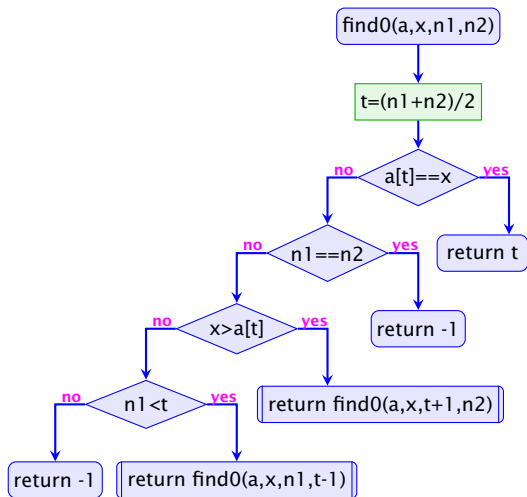 find0(a,x,n1,n2)
t=(n1+n2)/2
a[t]==x
no
yes
n1==n2
return t
no
yes
x>a[t]
return -1
no
yes
n1<t
return find0(a,x,t+1,n2)
no
yes
return -1
return find0(a,x,n1,t-1)